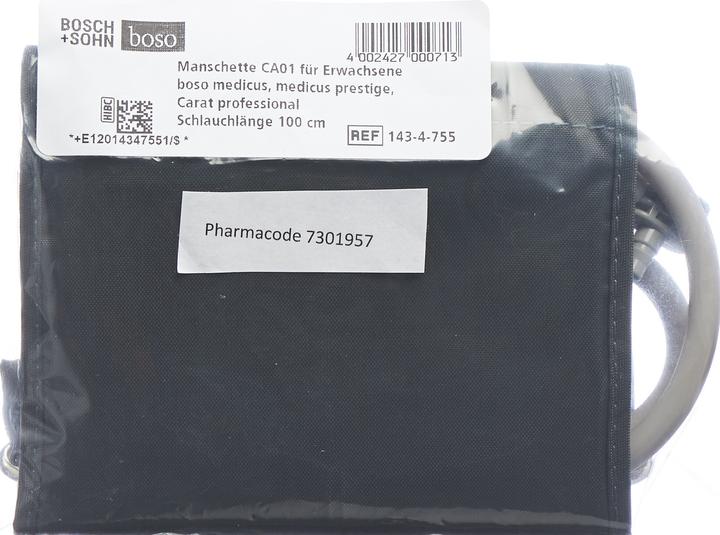 BOSCH
+SOHN
boso
4 002427 000713
Manschette CA01 für Erwachsene
boso medicus, medicus prestige,
Carat professional
Schlauchlänge 100 cm
HIBC
*+E12014347551/S*
REF 143-4-755
Pharmacode 7301957